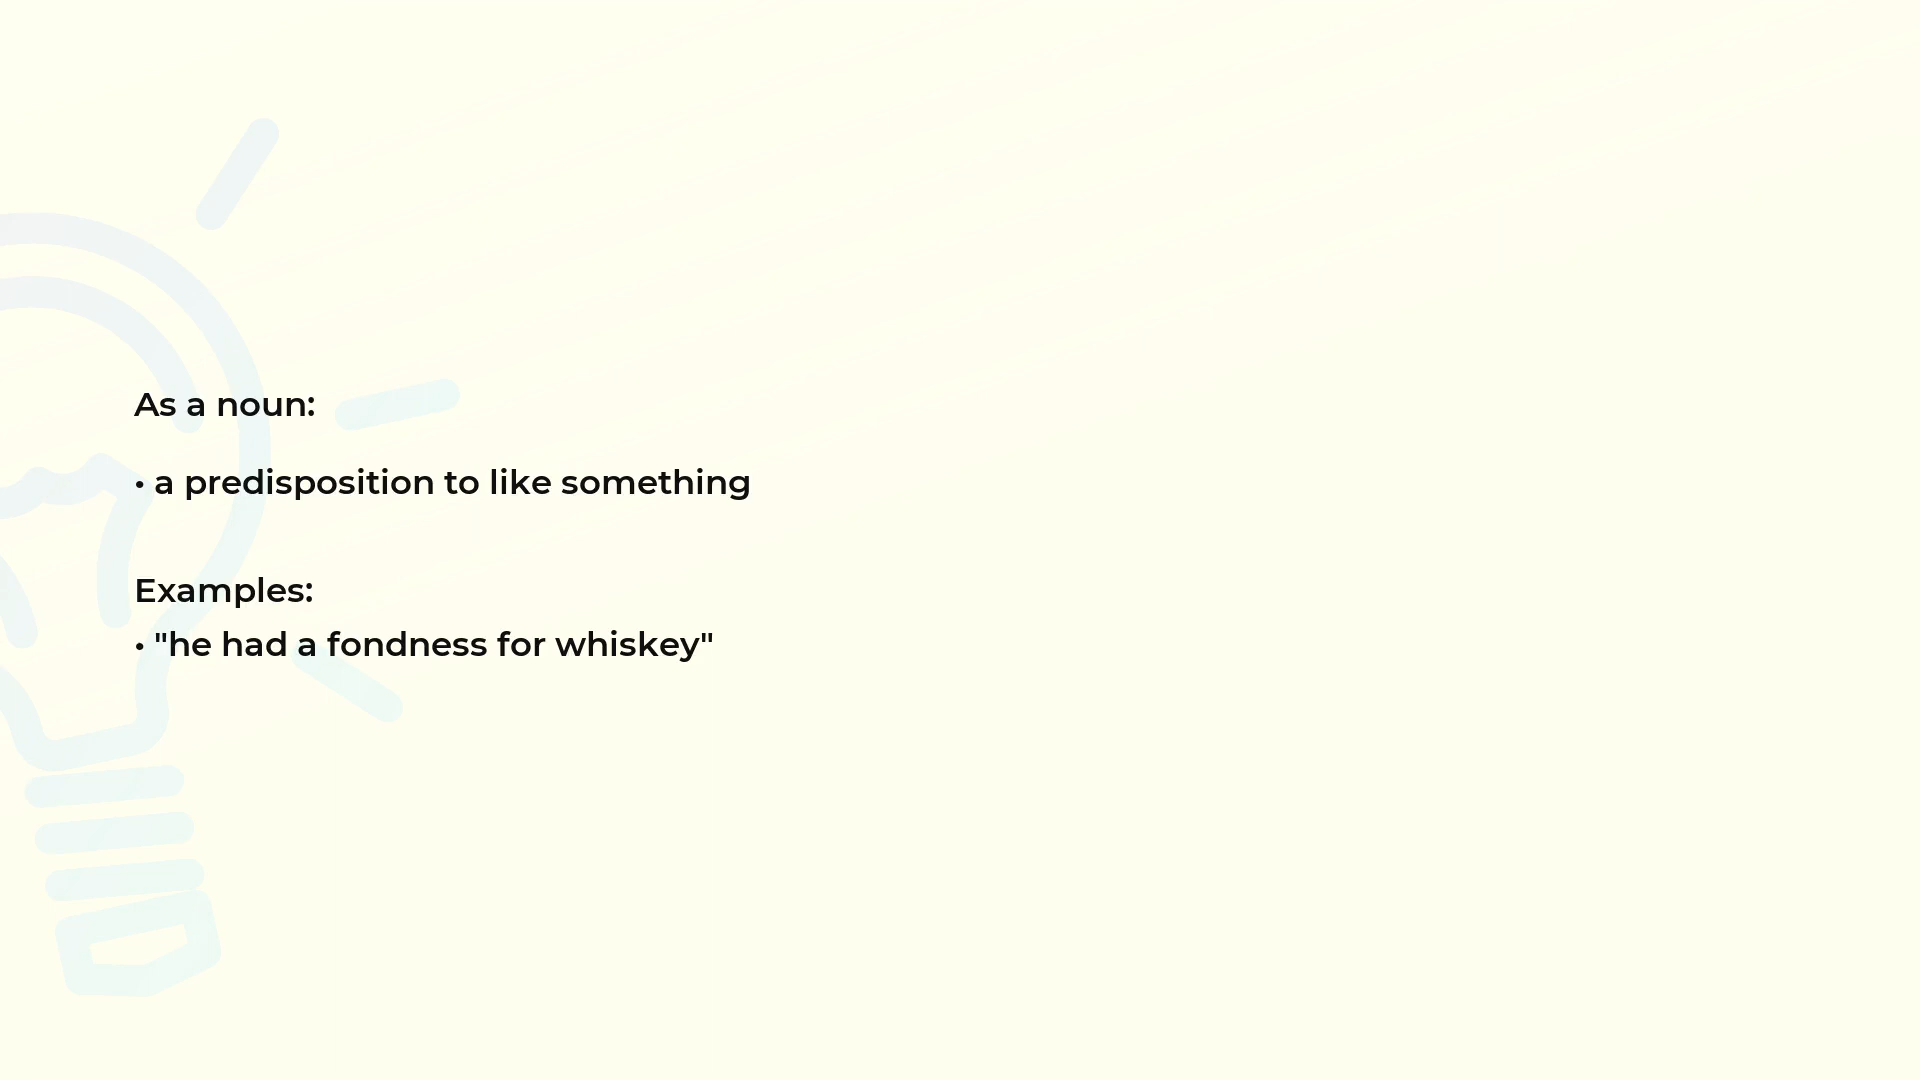 As a noun:
• a predisposition to like something
Examples:
• "he had a fondness for whiskey"